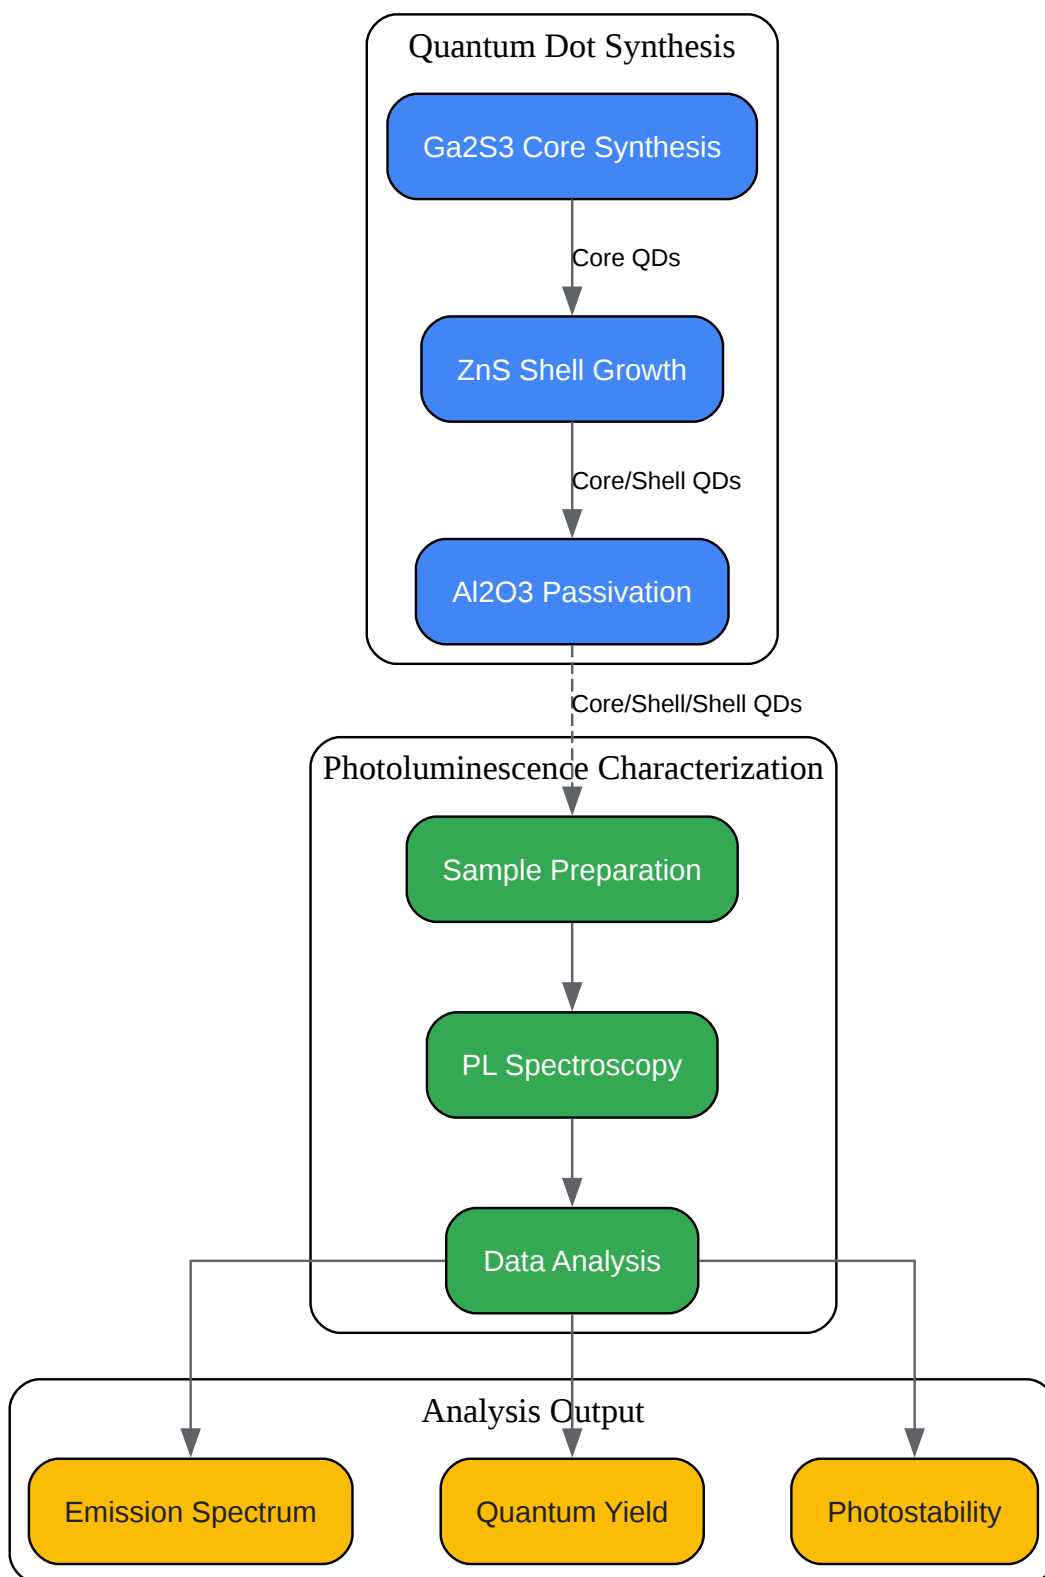 Quantum Dot Synthesis
Ga2S3 Core Synthesis
Core QDs
ZnS Shell Growth
Core/Shell QDs
Al2O3 Passivation
Core/Shell/Shell QDs
Photoluminescence Characterization
Sample Preparation
PL Spectroscopy
Data Analysis
Analysis Output
Emission Spectrum
Quantum Yield
Photostability